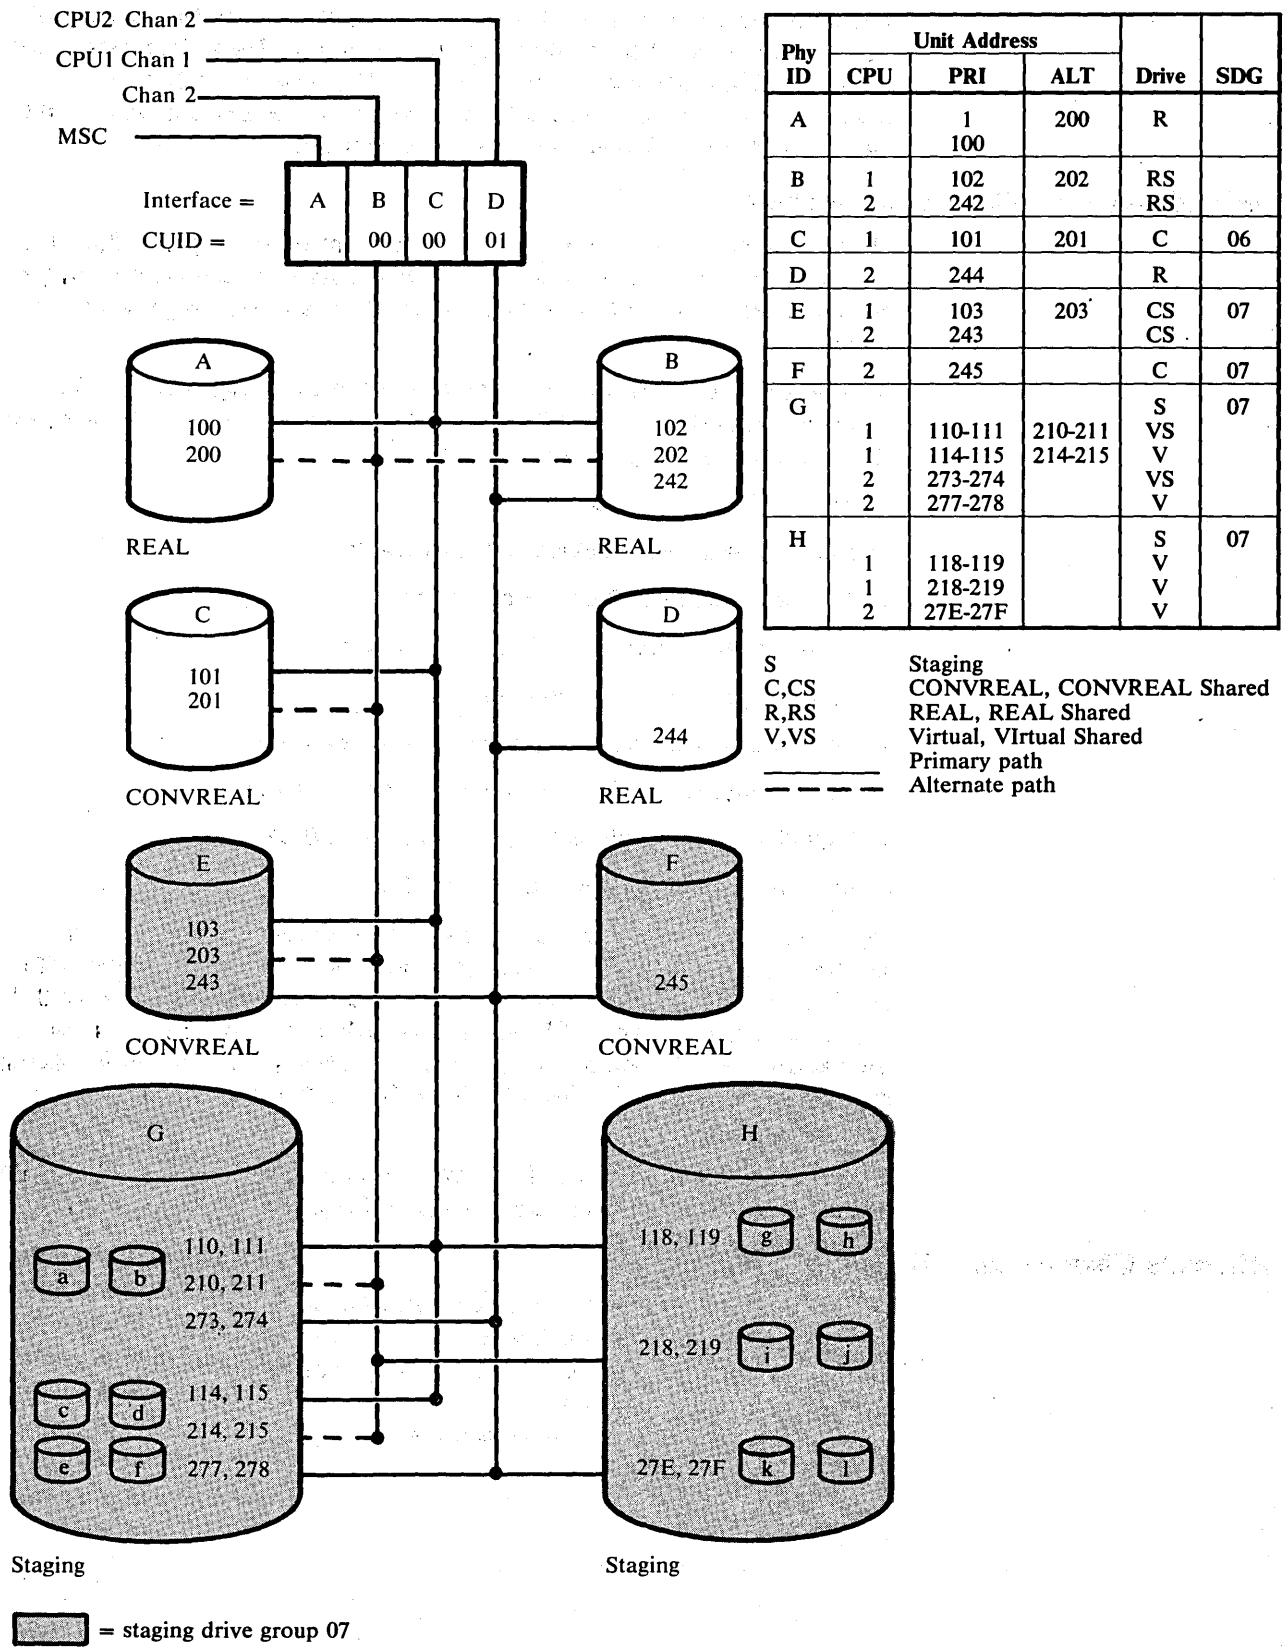 CPU2 Chan 2
CPU1 Chan 1
Chan 2
MSC
Interface = A B C D
CUID = 00 00 01
A
100
200
REAL
B
102
202
242
REAL
C
101
201
CONVREAL
D
244
REAL
E
103
203
243
CONVREAL
F
245
CONVREAL
G
110, 111
a b
210, 211
273, 274
114, 115
c d
214, 215
e f
277, 278
Staging
H
118, 119 g h
218, 219 i j
27E, 27F k l
Staging
= staging drive group 07
Unit Address
Phy ID CPU PRI ALT Drive SDG
A 1 200 R
100
B 1 102 202 RS
2 242 RS
C 1 101 201 C 06
D 2 244 R
E 1 103 203 CS 07
2 243 CS
F 2 245 C 07
G S 07
1 110-111 210-211 VS
1 114-115 214-215 V
2 273-274 VS
2 277-278 V
H S 07
1 118-119 V
1 218-219 V
2 27E-27F V
S Staging
C,CS CONVREAL, CONVREAL Shared
R,RS REAL, REAL Shared
V,VS Virtual, VIrtual Shared
Primary path
Alternate path